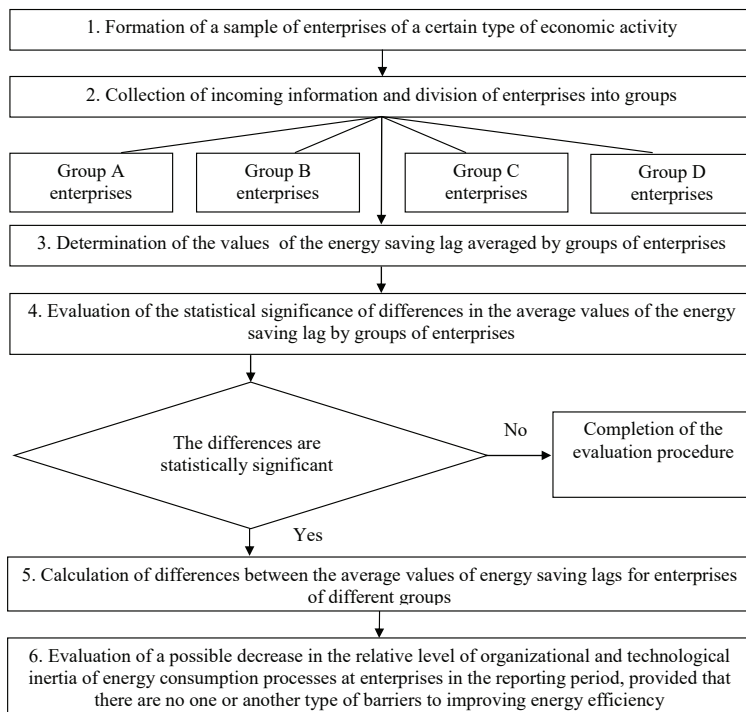 1. Formation of a sample of enterprises of a certain type of economic activity
2. Collection of incoming information and division of enterprises into groups
Group A
enterprises
Group B
enterprises
Group C
enterprises
Group D
enterprises
3. Determination of the values of the energy saving lag averaged by groups of enterprises
4. Evaluation of the statistical significance of differences in the average values of the energy
saving lag by groups of enterprises
The differences are
statistically significant
No
Completion of the
evaluation procedure
Yes
5. Calculation of differences between the average values of energy saving lags for enterprises
of different groups
6. Evaluation of a possible decrease in the relative level of organizational and technological
inertia of energy consumption processes at enterprises in the reporting period, provided that
there are no one or another type of barriers to improving energy efficiency